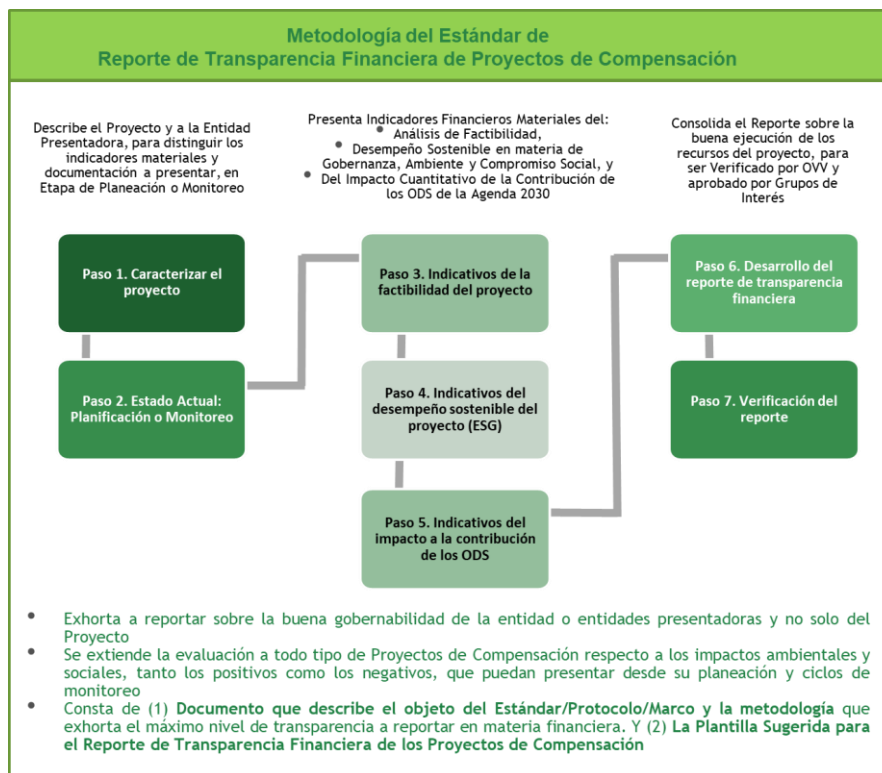 Metodología del Estándar de
Reporte de Transparencia Financiera de Proyectos de Compensación
Describe el Proyecto y a la Entidad
Presentadora, para distinguir los
indicadores materiales y
documentación a presentar, en
Etapa de Planeación o Monitoreo
Presenta Indicadores Financieros Materiales del:
• Análisis de Factibilidad,
• Desempeño Sostenible en materia de
Gobernanza, Ambiente y Compromiso Social, y
• Del Impacto Cuantitativo de la Contribución de
los ODS de la Agenda 2030
Consolida el Reporte sobre la
buena ejecución de los
recursos del proyecto, para
ser Verificado por OVV y
aprobado por Grupos de
Interés
Paso 1. Caracterizar el
proyecto
Paso 2. Estado Actual:
Planificación o Monitoreo
Paso 3. Indicativos de la
factibilidad del proyecto
Paso 4. Indicativos del
desempeño sostenible del
proyecto (ESG)
Paso 5. Indicativos del
impacto a la contribución
de los ODS
Paso 6. Desarrollo del
reporte de transparencia
financiera
Paso 7. Verificación del
reporte
• Exhorta a reportar sobre la buena gobernabilidad de la entidad o entidades presentadoras y no solo del
Proyecto
• Se extiende la evaluación a todo tipo de Proyectos de Compensación respecto a los impactos ambientales y
sociales, tanto los positivos como los negativos, que puedan presentar desde su planeación y ciclos de
monitoreo
• Consta de (1) Documento que describe el objeto del Estándar/Protocolo/Marco y la metodología que
exhorta el máximo nivel de transparencia a reportar en materia financiera. Y (2) La Plantilla Sugerida para
el Reporte de Transparencia Financiera de los Proyectos de Compensación